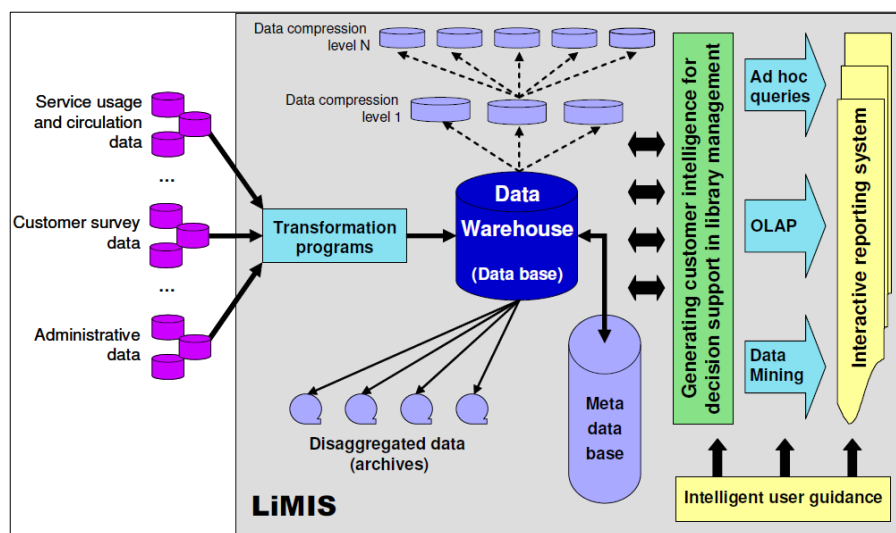 Data compression
level N
Data compression
level 1
Service usage
and circulation
data
...
Customer survey
data
...
Administrative
data
Transformation
programs
Data
Warehouse
(Data base)
Disaggregated data
(archives)
Meta
data
base
LiMIS
Generating customer intelligence for
decision support in library management
Ad hoc
queries
OLAP
Data
Mining
Interactive reporting system
Intelligent user guidance